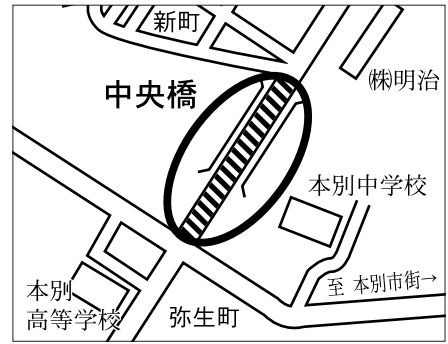 新町
中央橋
㈱明治
本別中学校
至 本別市街→
本別
高等学校
弥生町